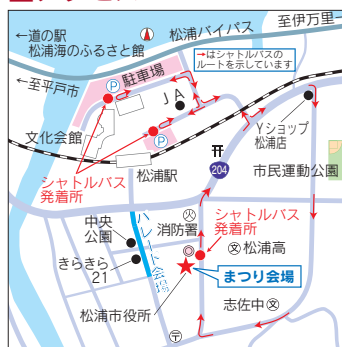 至伊万里→
松浦バイパス
←道の駅
松浦海のふるさと館
→はシャトルバスの
ルートを示しています
駐車場
P
←至平戸市
JA
文化会館
P
Yショップ
松浦店
シャトルバス
発着所
松浦駅
204
市民運動公園
中央
公園
パレード会場
消防署
シャトルバス
発着所
文 松浦高
きらきら
21
まつり会場
松浦市役所
志佐中 文